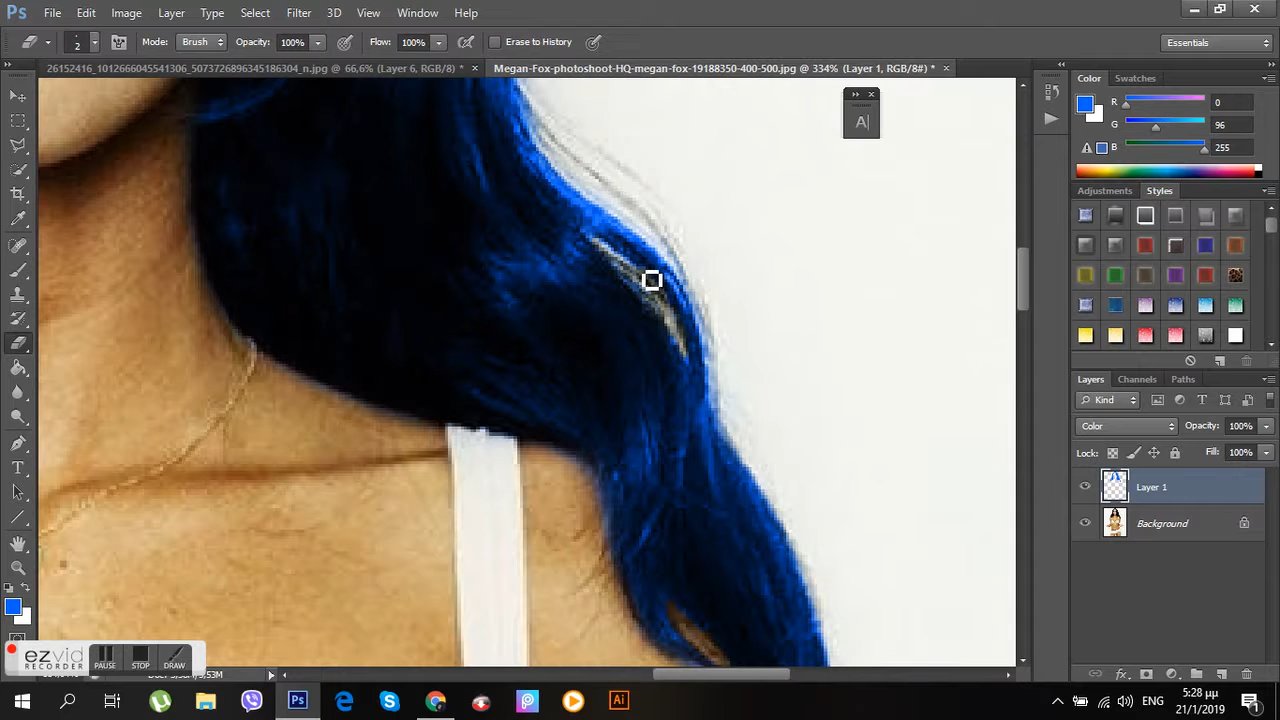 Ps File Edit Image Layer Type Select Filter 3D View Window Help
2 Mode: Brush Opacity: 100% Flow: 100% Erase to History Essentials
26152416_1012666045541536_5073726896345186304_n.jpg @ 66,6% (Layer 6, RGB/8) * × Megan-Fox-photoshoot-HQ-megan-fox-19188350-400-500.jpg @ 334% (Layer 1, RGB/8#) * ×
A|
Color Swatches
R 0
G 96
B 255
Adjustments Styles
Layers Channels Paths
Kind
Color Opacity: 100%
Lock: Fill: 100%
Layer 1
Background
fx
ezvid
RECORDER
PAUSE STOP DRAW
Ps Ai
ENG
5:28 μμ
21/1/2019